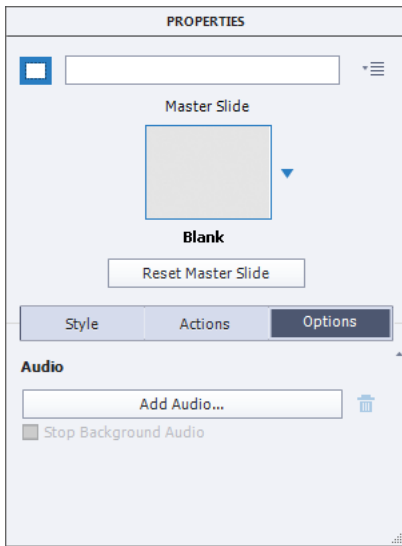 PROPERTIES
Master Slide
Blank
Reset Master Slide
Style Actions Options
Audio
Add Audio...
Stop Background Audio